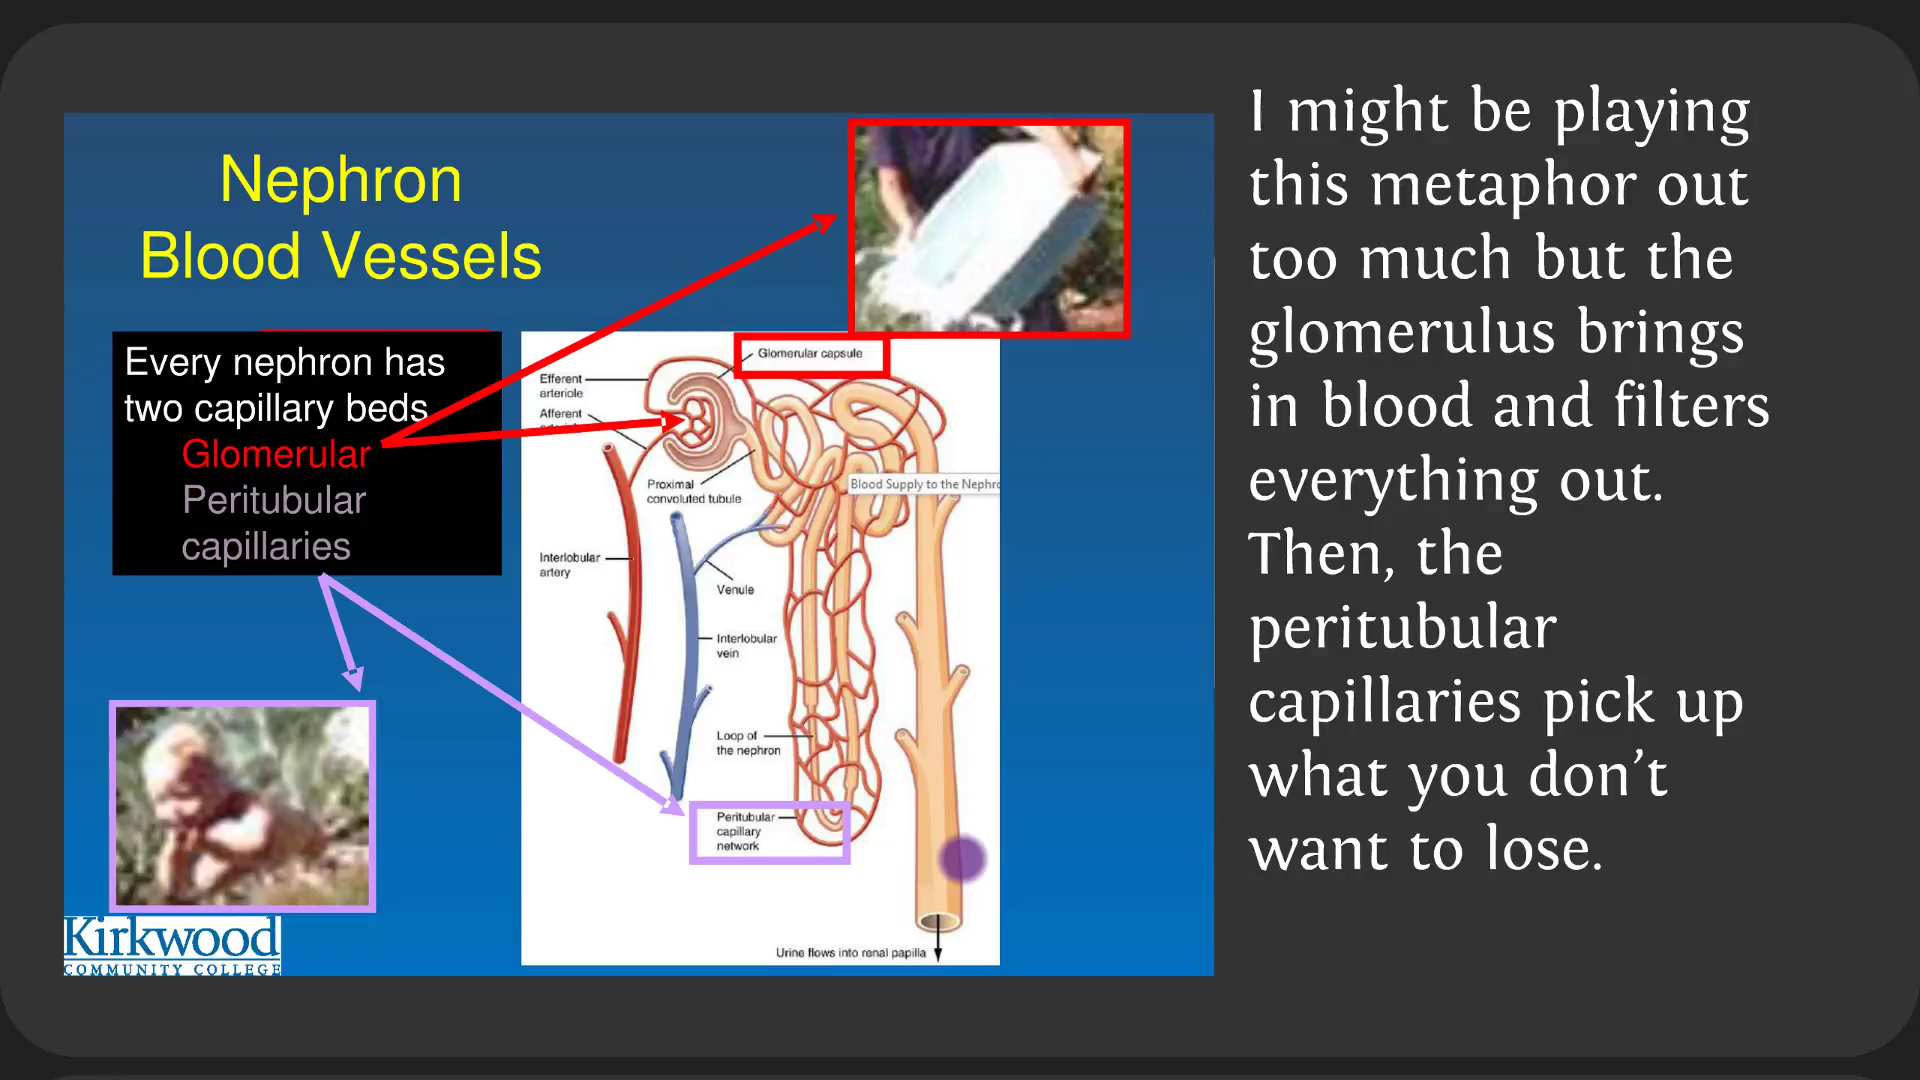 Nephron
Blood Vessels
Every nephron has
two capillary beds
Glomerular
Peritubular
capillaries
Glomerular capsule
Efferent
arteriole
Afferent
Proximal
convoluted tubule
Blood Supply to the Nephro
Interlobular
artery
Venule
Interlobular
vein
Loop of
the nephron
Peritubular
capillary
network
Urine flows into renal papilla
Kirkwood
COMMUNITY COLLEGE
I might be playing
this metaphor out
too much but the
glomerulus brings
in blood and filters
everything out.
Then, the
peritubular
capillaries pick up
what you don't
want to lose.